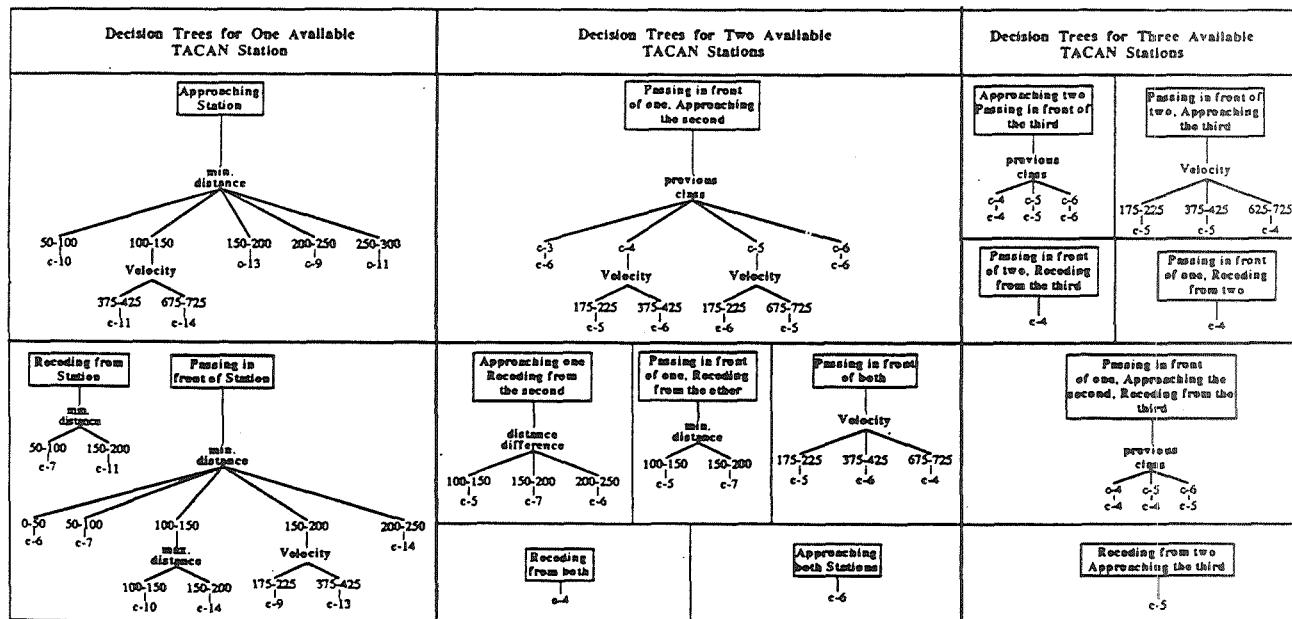 Decision Trees for One Available
TACAN Station
Decision Trees for Two Available
TACAN Stations
Decision Trees for Three Available
TACAN Stations
Approaching
Station
min.
distance
50-100 100-150 150-200 200-250 250-300
c-10 c-13 c-9 c-11
Velocity
375-425 675-725
c-11 c-14
Passing in front
of one, Approaching
the second
previous
class
c-3 c-4 c-5 c-6
c-6 c-6
Velocity Velocity
175-225 375-425 175-225 675-725
c-5 c-6 c-6 c-5
Approaching two
Passing in front of
the third
previous
class
c-4 c-5 c-6
c-4 c-5 c-6
Passing in front of
two, Approaching
the third
Velocity
175-225 375-425 625-725
c-5 c-5 c-4
Passing in front
of two, Recoding
from the third
c-4
Passing in front
of one, Recoding
from two
c-4
Recoding from
Station
min.
distance
50-100 150-200
c-7 c-11
Passing in
front of Station
min.
distance
0-50 50-100 100-150 150-200 200-250
c-6 c-7 c-14
max.
distance
Velocity
100-150 150-200 175-225 375-425
c-10 c-14 c-9 c-13
Approaching one
Recoding from
the second
distance
difference
100-150 150-200 200-250
c-5 c-7 c-6
Passing in front
of one, Recoding
from the other
min.
distance
100-150 150-200
c-5 c-7
Passing in front
of both
Velocity
175-225 375-425 675-725
c-5 c-6 c-4
Passing in front
of one, Approaching the
second, Recoding from the
third
previous
class
c-4 c-5 c-6
c-4 c-4 c-5
Recoding
from both
c-4
Approaching
both Stations
c-6
Recoding from two
Approaching the third
c-5